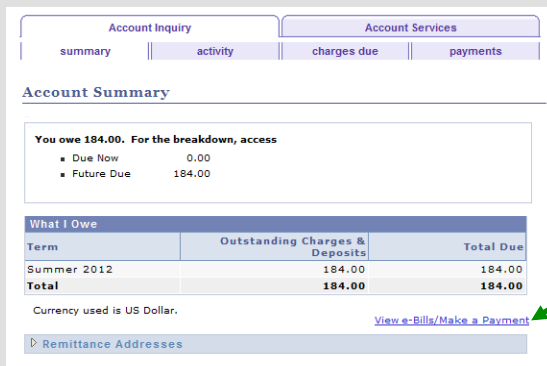 Account Inquiry Account Services
summary activity charges due payments
Account Summary
You owe 184.00. For the breakdown, access
Due Now 0.00
Future Due 184.00
What I Owe
Term Outstanding Charges & Deposits Total Due
Summer 2012 184.00 184.00
Total 184.00 184.00
Currency used is US Dollar.
View e-Bills/Make a Payment
Remittance Addresses